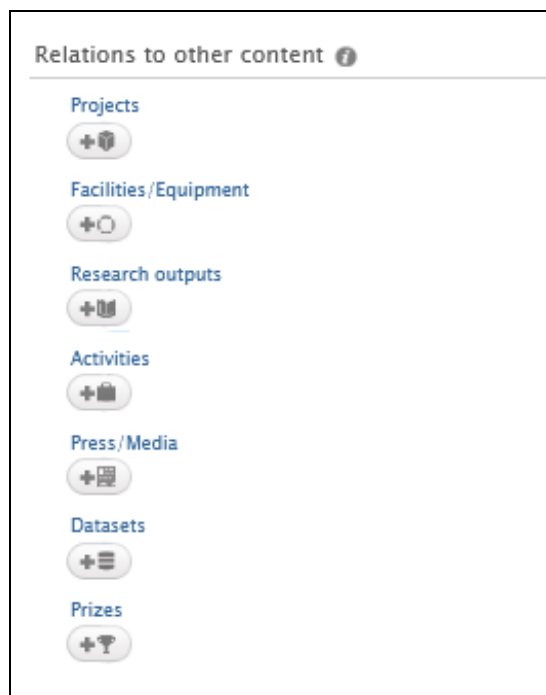 Relations to other content
Projects
Facilities/Equipment
Research outputs
Activities
Press/Media
Datasets
Prizes